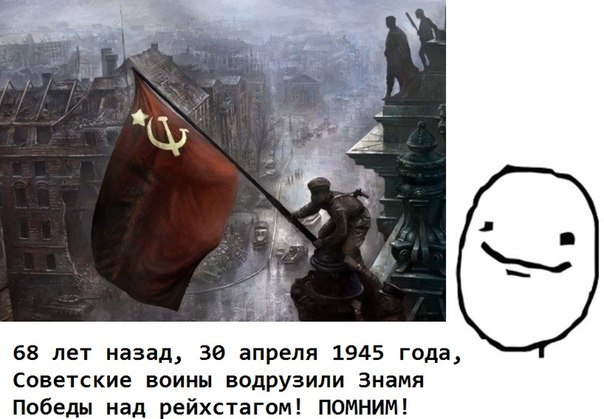 68 лет назад, 30 апреля 1945 года,
Советские воины водрузили Знамя
Победы над рейхстагом! ПОМНИМ!